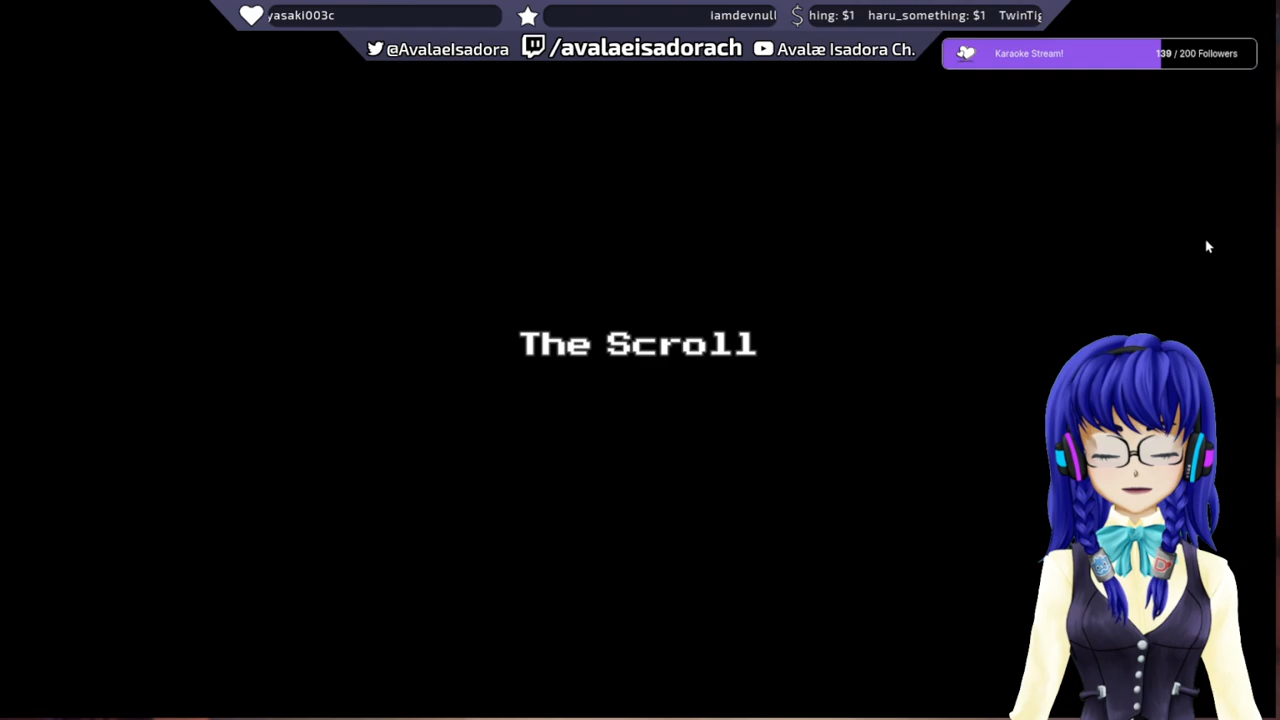 yasaki003c
iamdevnull
hing: $1 haru_something: $1 TwinTig
@AvalaeIsadora
/avalaeisadorach
Avalæ Isadora Ch.
Karaoke Stream!
139 / 200 Followers
The Scroll